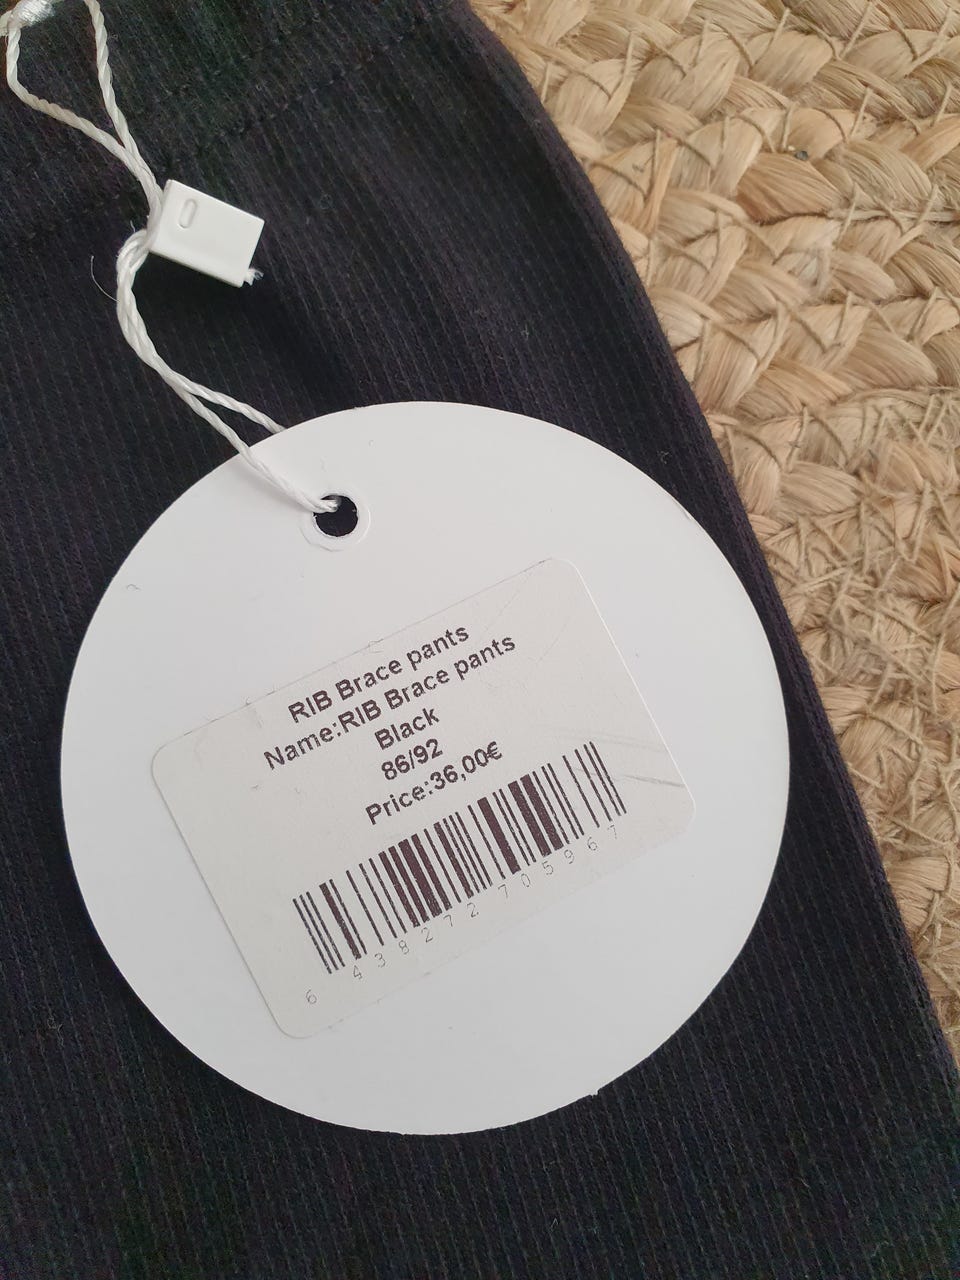 RIB Brace pants
Name:RIB Brace pants
Black
86/92
Price:36,00€
6 438272 705967